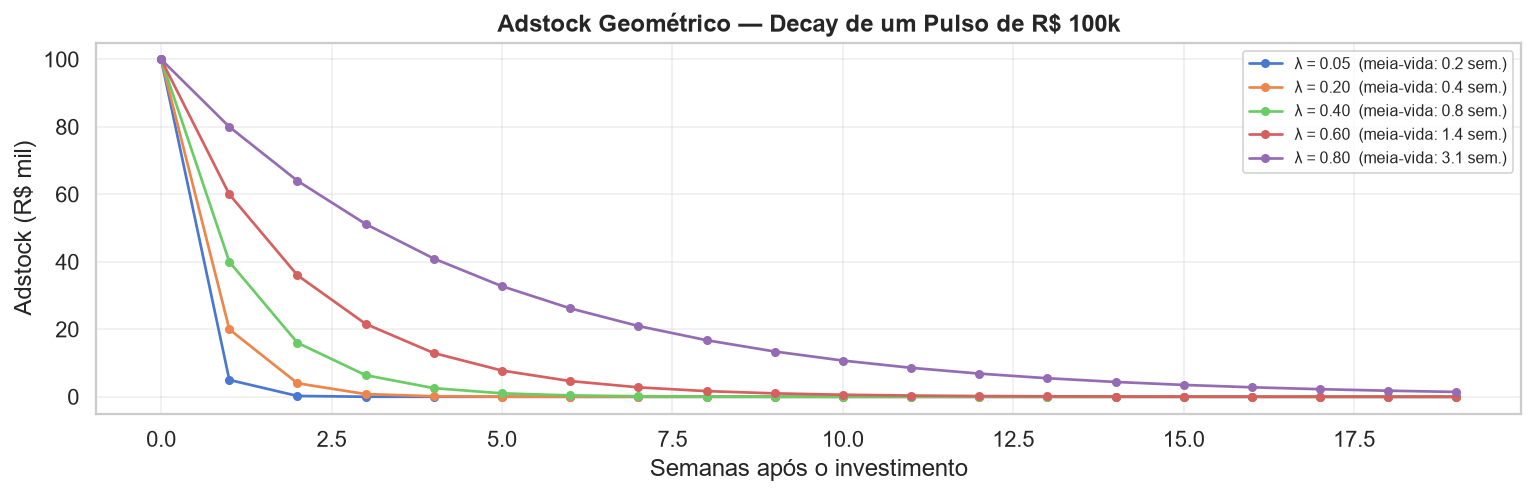 Adstock Geométrico — Decay de um Pulso de R$ 100k
Adstock (R$ mil)
100
80
60
40
20
0
λ = 0.05 (meia-vida: 0.2 sem.)
λ = 0.20 (meia-vida: 0.4 sem.)
λ = 0.40 (meia-vida: 0.8 sem.)
λ = 0.60 (meia-vida: 1.4 sem.)
λ = 0.80 (meia-vida: 3.1 sem.)
0.0 2.5 5.0 7.5 10.0 12.5 15.0 17.5
Semanas após o investimento